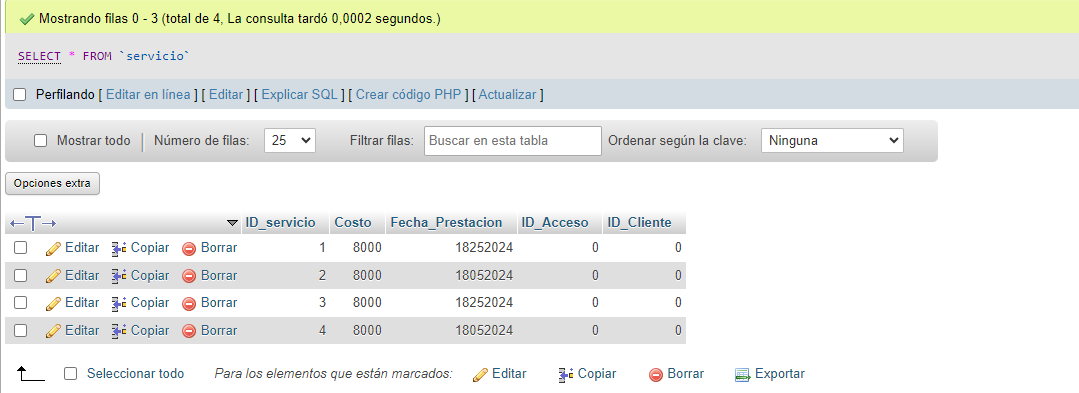 Mostrando filas 0 - 3 (total de 4, La consulta tardó 0,0002 segundos.)
SELECT * FROM `servicio`
Perfilando [ Editar en línea ] [ Editar ] [ Explicar SQL ] [ Crear código PHP ] [ Actualizar ]
Mostrar todo | Número de filas: 25 Filtrar filas: Buscar en esta tabla Ordenar según la clave: Ninguna
Opciones extra
ID_servicio Costo Fecha_Prestacion ID_Acceso ID_Cliente
Editar Copiar Borrar 1 8000 18252024 0 0
Editar Copiar Borrar 2 8000 18052024 0 0
Editar Copiar Borrar 3 8000 18252024 0 0
Editar Copiar Borrar 4 8000 18052024 0 0
Seleccionar todo Para los elementos que están marcados: Editar Copiar Borrar Exportar